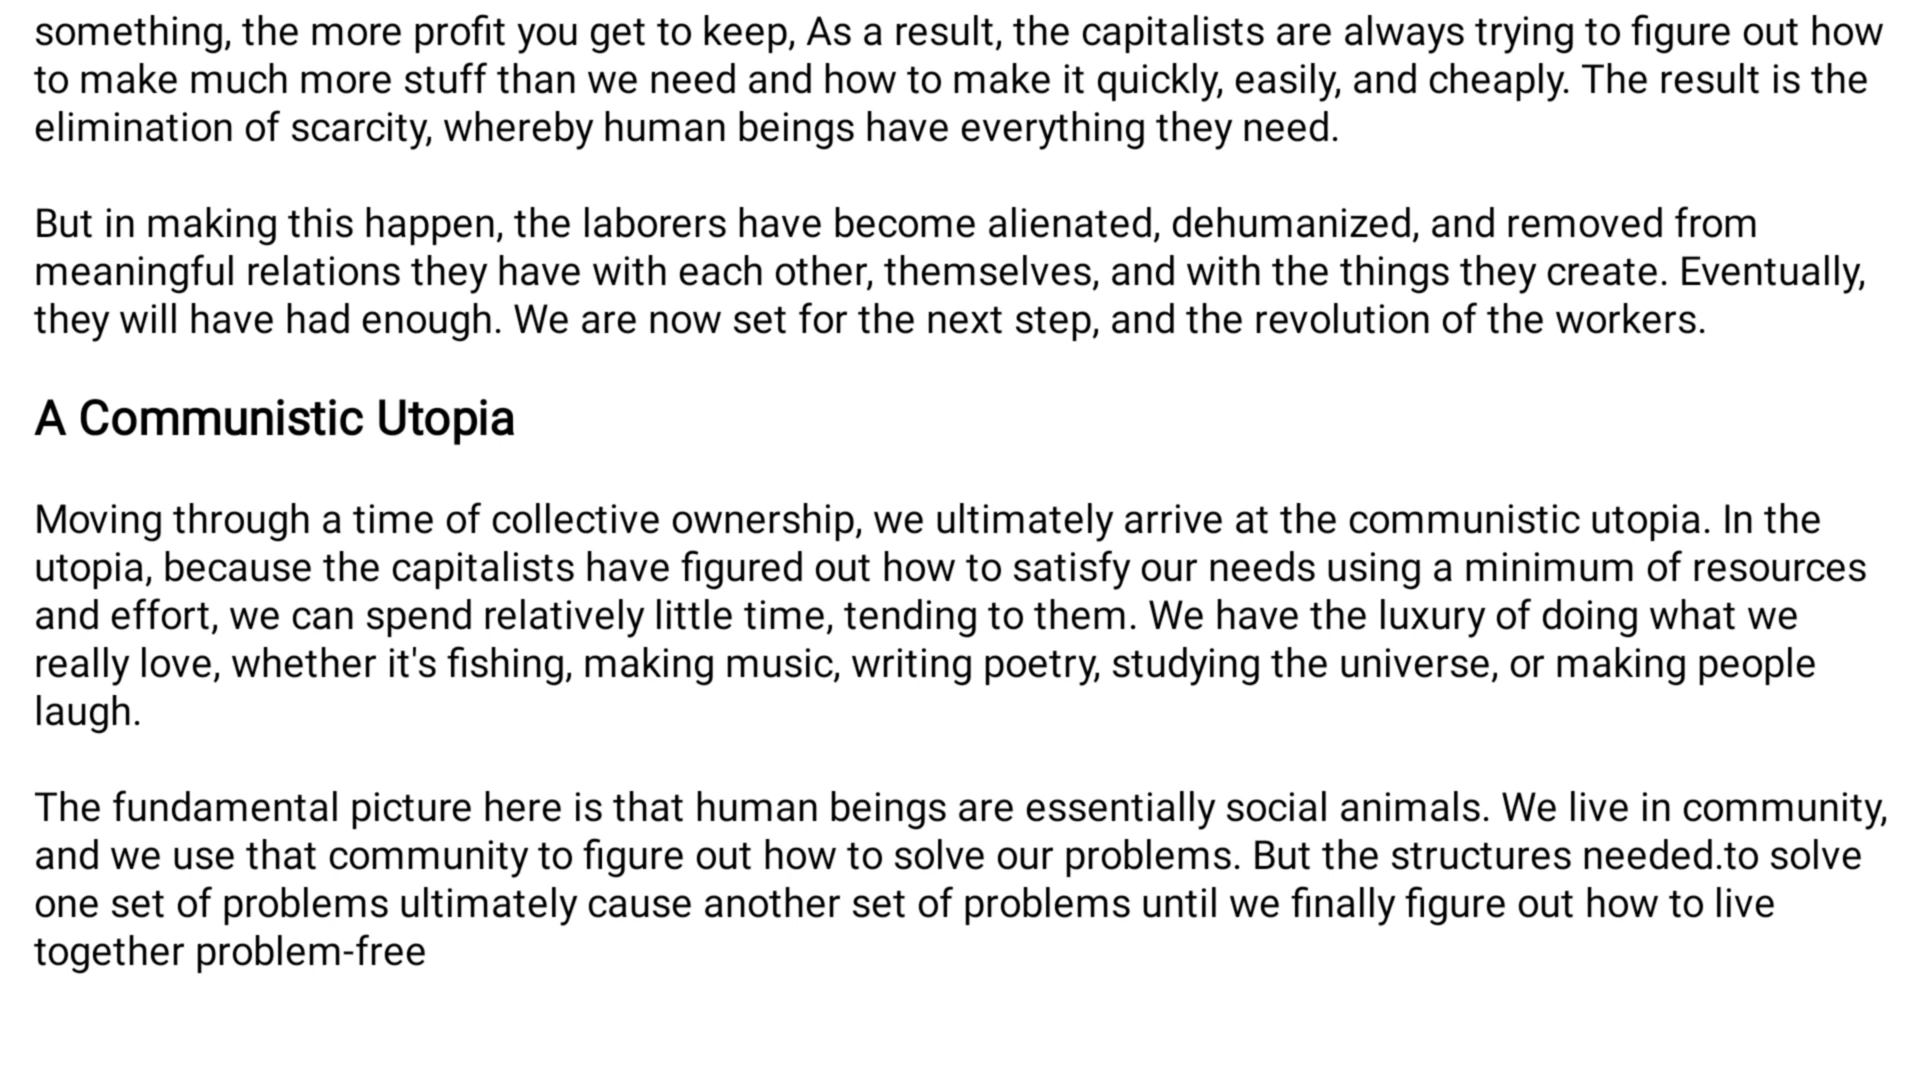 something, the more profit you get to keep, As a result, the capitalists are always trying to figure out how
to make much more stuff than we need and how to make it quickly, easily, and cheaply. The result is the
elimination of scarcity, whereby human beings have everything they need.
But in making this happen, the laborers have become alienated, dehumanized, and removed from
meaningful relations they have with each other, themselves, and with the things they create. Eventually,
they will have had enough. We are now set for the next step, and the revolution of the workers.
A Communistic Utopia
Moving through a time of collective ownership, we ultimately arrive at the communistic utopia. In the
utopia, because the capitalists have figured out how to satisfy our needs using a minimum of resources
and effort, we can spend relatively little time, tending to them. We have the luxury of doing what we
really love, whether it's fishing, making music, writing poetry, studying the universe, or making people
laugh.
The fundamental picture here is that human beings are essentially social animals. We live in community,
and we use that community to figure out how to solve our problems. But the structures needed.to solve
one set of problems ultimately cause another set of problems until we finally figure out how to live
together problem-free